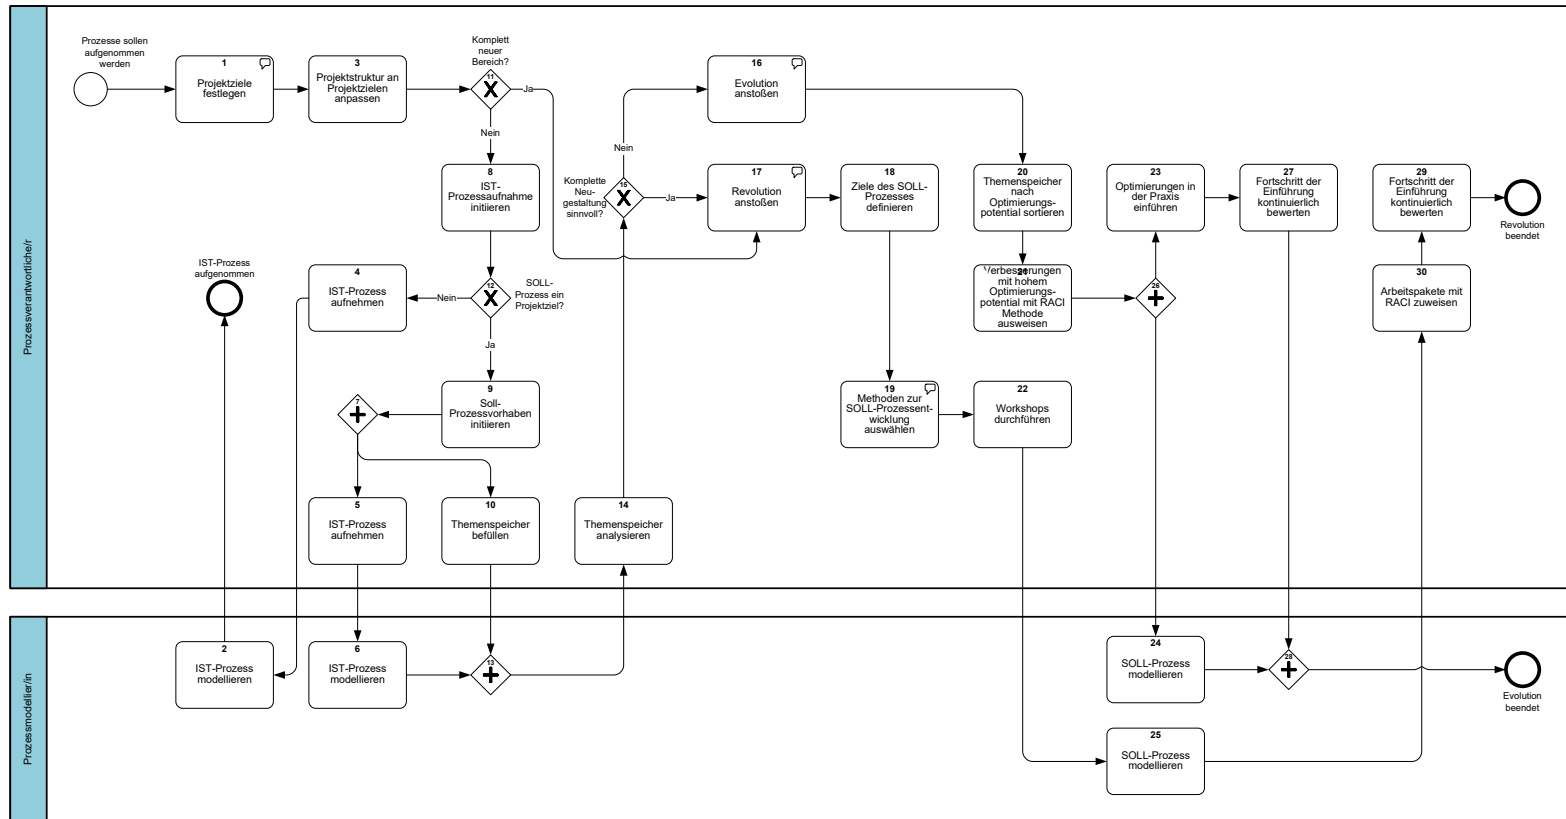 Prozessverantwortliche/r
Prozesse sollen
aufgenommen
werden
1
Projektziele
festlegen
3
Projektstruktur an
Projektzielen
anpassen
Komplett
neuer
Bereich?
11
Ja
Nein
8
IST-
Prozessaufnahme
initiieren
12
SOLL-
Prozess ein
Projektziel?
Nein
Ja
4
IST-Prozess
aufnehmen
IST-Prozess
aufgenommen
9
Soll-
Prozessvorhaben
initiieren
7
5
IST-Prozess
aufnehmen
10
Themenspeicher
befüllen
14
Themenspeicher
analysieren
Komplette
Neu-
gestaltung
sinnvoll?
15
Nein
Ja
16
Evolution
anstoßen
17
Revolution
anstoßen
18
Ziele des SOLL-
Prozesses
definieren
19
Methoden zur
SOLL-Prozessent-
wicklung
auswählen
22
Workshops
durchführen
20
Themenspeicher
nach
Optimierungs-
potential sortieren
21
Verbesserungen
mit hohem
Optimierungs-
potential mit RACI
Methode
ausweisen
26
23
Optimierungen in
der Praxis
einführen
27
Fortschritt der
Einführung
kontinuierlich
bewerten
29
Fortschritt der
Einführung
kontinuierlich
bewerten
Revolution
beendet
30
Arbeitspakete mit
RACI zuweisen
Prozessmodellier/in
2
IST-Prozess
modellieren
6
IST-Prozess
modellieren
13
24
SOLL-Prozess
modellieren
28
Evolution
beendet
25
SOLL-Prozess
modellieren